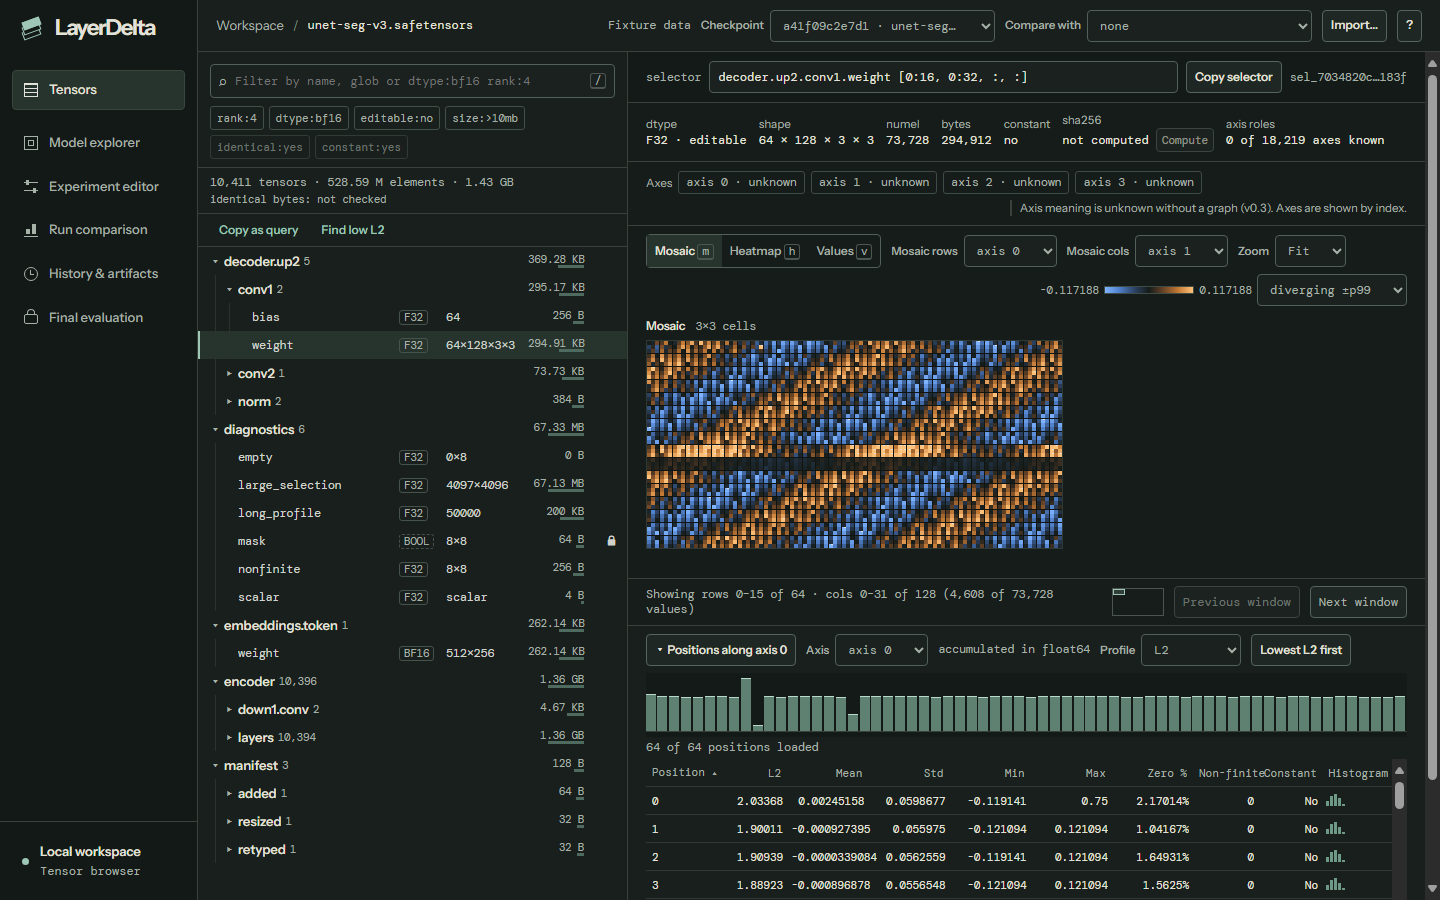 LayerDelta
Workspace / unet-seg-v3.safetensors
Fixture data Checkpoint a41f09c2e7d1 · unet-seg… Compare with none Import… ?
Tensors
Model explorer
Experiment editor
Run comparison
History & artifacts
Final evaluation
Local workspace
Tensor browser
Filter by name, glob or dtype:bf16 rank:4 /
rank:4 dtype:bf16 editable:no size:>10mb
identical:yes constant:yes
10,411 tensors · 528.59 M elements · 1.43 GB
identical bytes: not checked
Copy as query Find low L2
decoder.up2 5 369.28 KB
conv1 2 295.17 KB
bias F32 64 256 B
weight F32 64×128×3×3 294.91 KB
conv2 1 73.73 KB
norm 2 384 B
diagnostics 6 67.33 MB
empty F32 0×8 0 B
large_selection F32 4097×4096 67.13 MB
long_profile F32 50000 200 KB
mask BOOL 8×8 64 B
nonfinite F32 8×8 256 B
scalar F32 scalar 4 B
embeddings.token 1 262.14 KB
weight BF16 512×256 262.14 KB
encoder 10,396 1.36 GB
down1.conv 2 4.67 KB
layers 10,394 1.36 GB
manifest 3 128 B
added 1 64 B
resized 1 32 B
retyped 1 32 B
selector decoder.up2.conv1.weight [0:16, 0:32, :, :] Copy selector sel_7034820c…183f
dtype shape numel bytes constant sha256 axis roles
F32 · editable 64 × 128 × 3 × 3 73,728 294,912 no not computed Compute 0 of 18,219 axes known
Axes axis 0 · unknown axis 1 · unknown axis 2 · unknown axis 3 · unknown
Axis meaning is unknown without a graph (v0.3). Axes are shown by index.
Mosaic m Heatmap h Values v Mosaic rows axis 0 Mosaic cols axis 1 Zoom Fit
-0.117188 0.117188 diverging ±p99
Mosaic 3×3 cells
Showing rows 0–15 of 64 · cols 0–31 of 128 (4,608 of 73,728
values)
Previous window Next window
Positions along axis 0 Axis axis 0 accumulated in float64 Profile L2 Lowest L2 first
64 of 64 positions loaded
Position L2 Mean Std Min Max Zero % Non-finite Constant Histogram
0 2.03368 0.00245158 0.0598677 -0.119141 0.75 2.17014% 0 No
1 1.90011 -0.000927395 0.055975 -0.121094 0.121094 1.04167% 0 No
2 1.90939 -0.0000339084 0.0562559 -0.119141 0.121094 1.64931% 0 No
3 1.88923 -0.000896878 0.0556548 -0.121094 0.121094 1.5625% 0 No